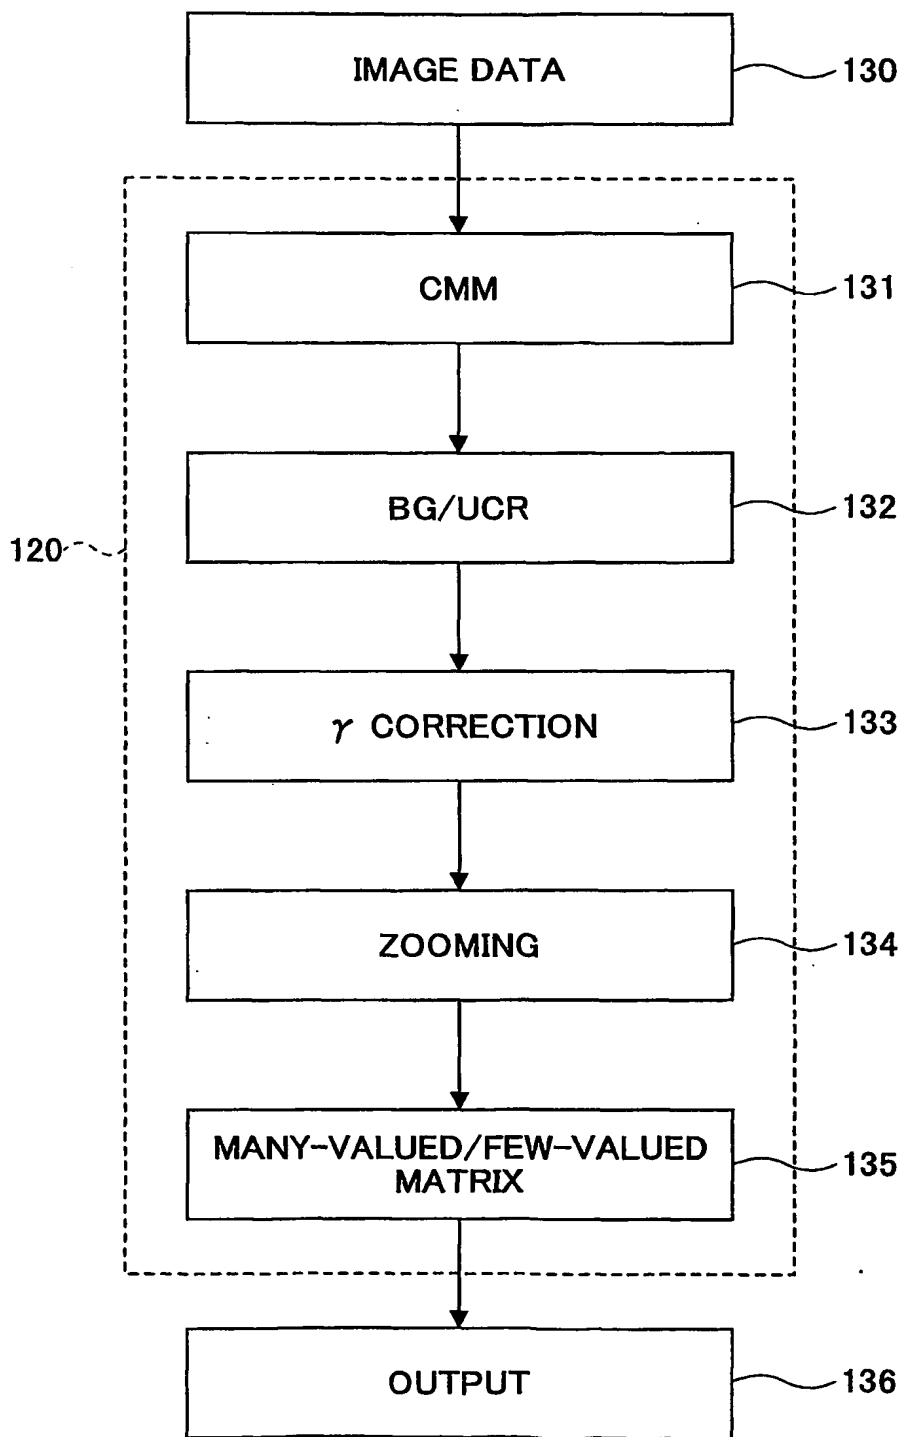 IMAGE DATA
130
CMM
131
BG/UCR
132
120
γ CORRECTION
133
ZOOMING
134
MANY-VALUED/FEW-VALUED
MATRIX
135
OUTPUT
136